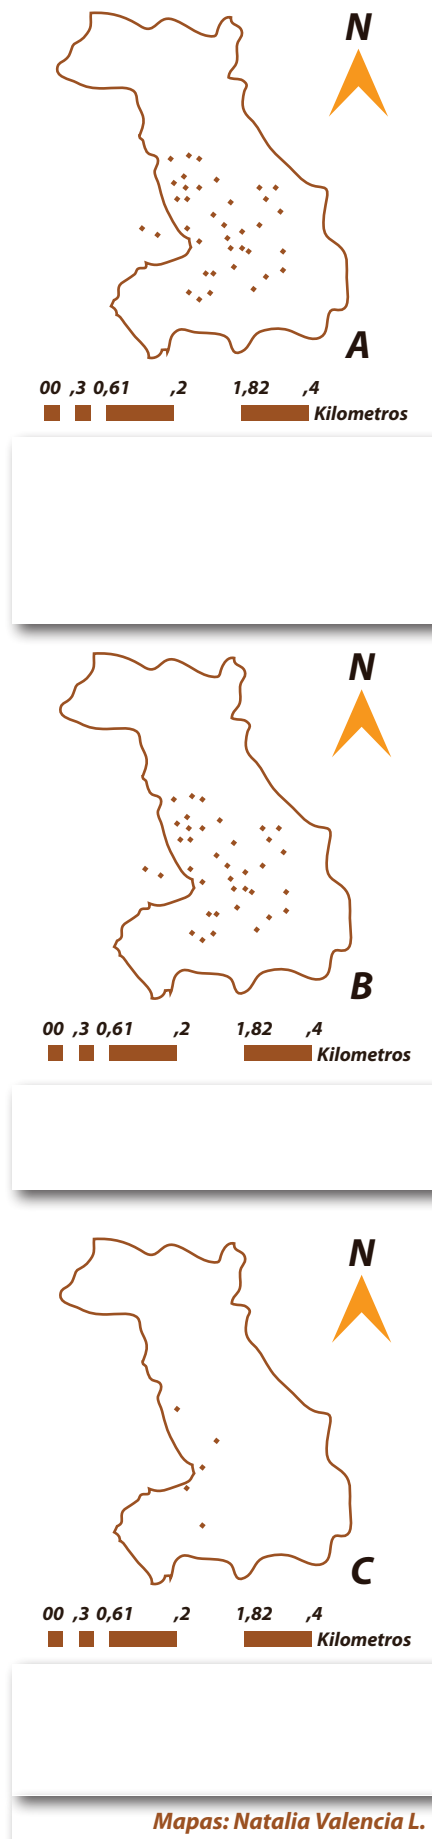 N
A
00 ,3 0,61 ,2 1,82 ,4
Kilometros
N
B
00 ,3 0,61 ,2 1,82 ,4
Kilometros
N
C
00 ,3 0,61 ,2 1,82 ,4
Kilometros
Mapas: Natalia Valencia L.